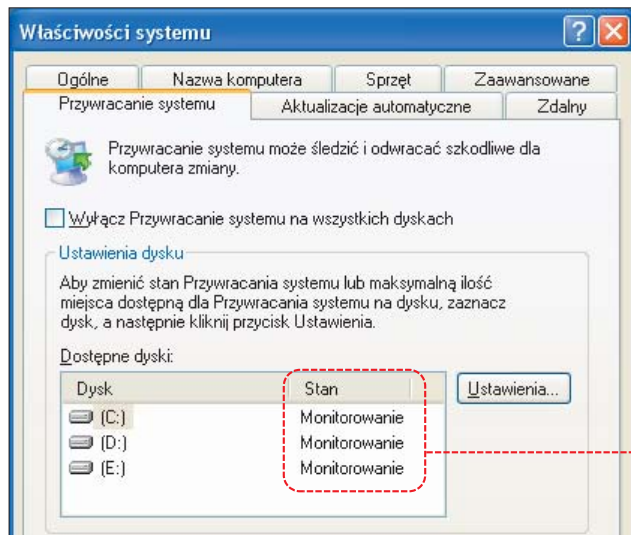 Właściwości systemu
Ogólne Nazwa komputera Sprzęt Zaawansowane
Przywracanie systemu Aktualizacje automatyczne Zdalny
Przywracanie systemu może śledzić i odwracać szkodliwe dla
komputera zmiany.
Wyłącz Przywracanie systemu na wszystkich dyskach
Ustawienia dysku
Aby zmienić stan Przywracania systemu lub maksymalną ilość
miejsca dostępną dla Przywracania systemu na dysku, zaznacz
dysk, a następnie kliknij przycisk Ustawienia.
Dostępne dyski:
Dysk Stan Ustawienia...
(C:) Monitorowanie
(D:) Monitorowanie
(E:) Monitorowanie